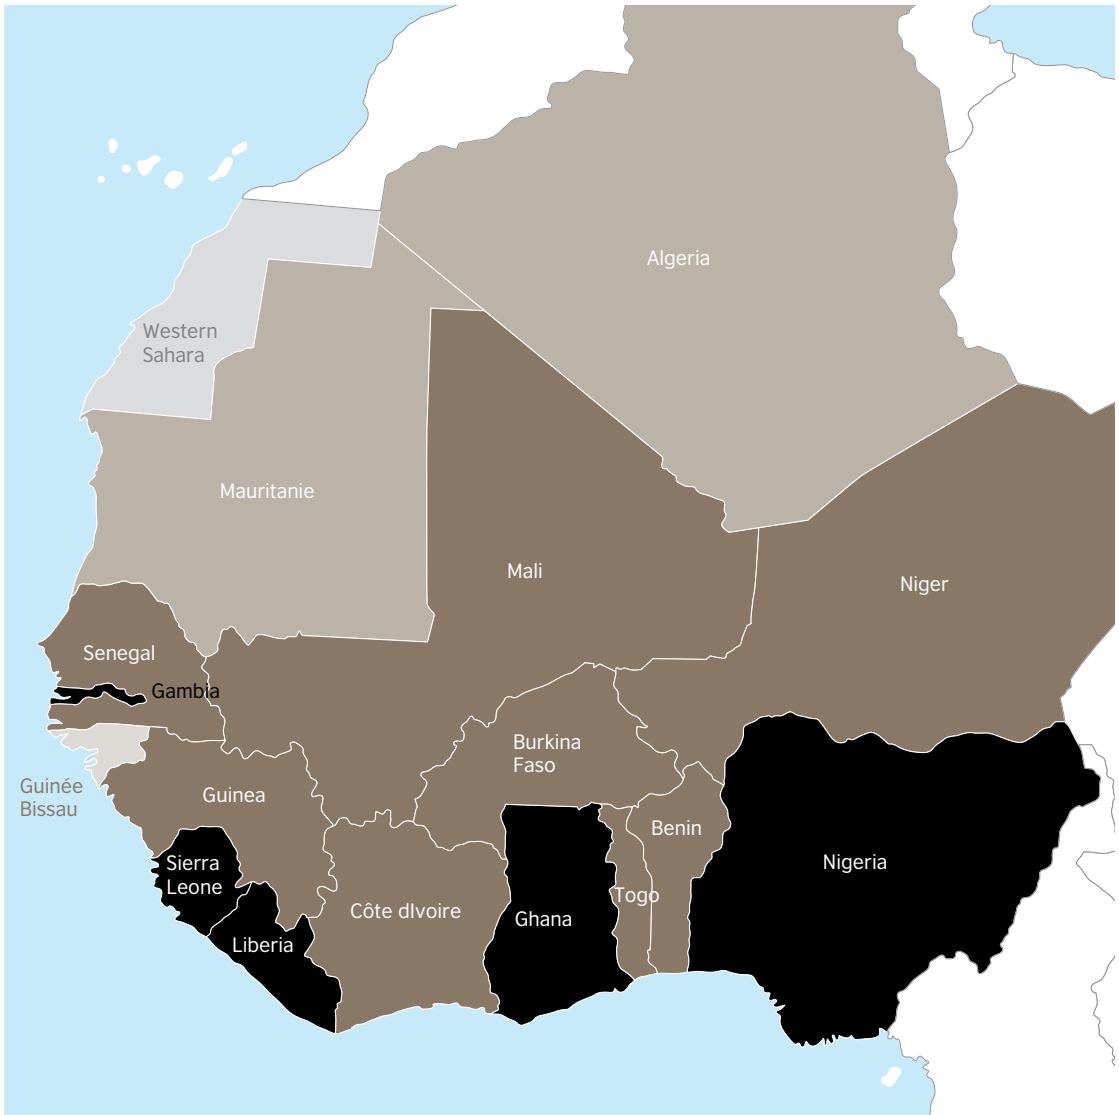 Algeria
Western
Sahara
Mauritanie
Mali
Niger
Senegal
Gambia
Burkina
Faso
Guinée
Bissau
Guinea
Benin
Sierra
Leone
Nigeria
Togo
Côte dIvoire
Ghana
Liberia